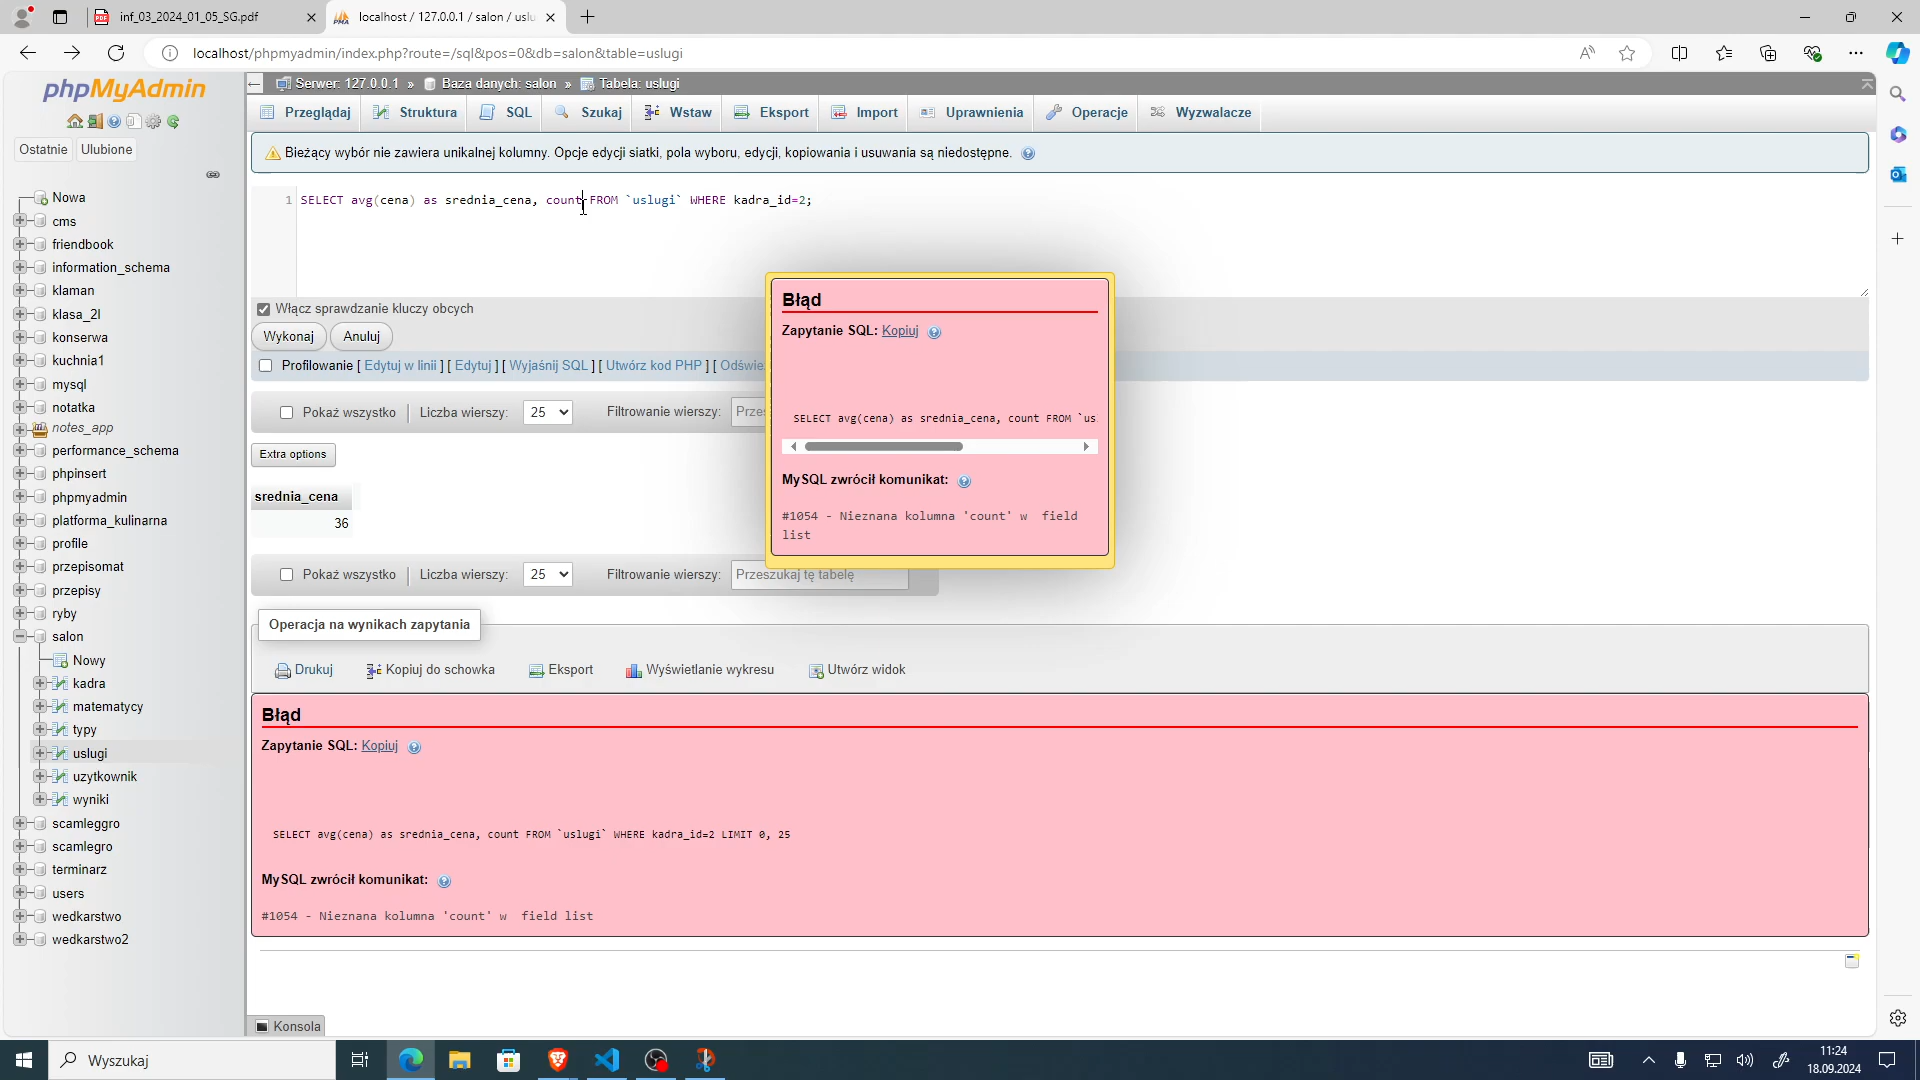 inf_03_2024_01_05_SG.pdf
localhost / 127.0.0.1 / salon / uslu
localhost/phpmyadmin/index.php?route=/sql&pos=0&db=salon&table=uslugi
phpMyAdmin
Ostatnie
Ulubione
Nowa
cms
friendbook
information_schema
klaman
klasa_2l
konserwa
kuchnia1
mysql
notatka
notes_app
performance_schema
phpinsert
phpmyadmin
platforma_kulinarna
profile
przepisomat
przepisy
ryby
salon
Nowy
kadra
matematycy
typy
uslugi
uzytkownik
wyniki
scamleggro
scamlegro
terminarz
users
wedkarstwo
wedkarstwo2
Serwer: 127.0.0.1 » Baza danych: salon » Tabela: uslugi
Przeglądaj Struktura SQL Szukaj Wstaw Eksport Import Uprawnienia Operacje Wyzwalacze
Bieżący wybór nie zawiera unikalnej kolumny. Opcje edycji siatki, pola wyboru, edycji, kopiowania i usuwania są niedostępne.
1 SELECT avg(cena) as srednia_cena, count FROM `uslugi` WHERE kadra_id=2;
Włącz sprawdzanie kluczy obcych
Wykonaj Anuluj
Profilowanie [ Edytuj w linii ] [ Edytuj ] [ Wyjaśnij SQL ] [ Utwórz kod PHP ] [ Odśwież
Pokaż wszystko Liczba wierszy: 25 Filtrowanie wierszy: Przes
Extra options
srednia_cena
36
Pokaż wszystko Liczba wierszy: 25 Filtrowanie wierszy: Przeszukaj tę tabelę
Operacja na wynikach zapytania
Drukuj Kopiuj do schowka Eksport Wyświetlanie wykresu Utwórz widok
Błąd
Zapytanie SQL: Kopiuj
SELECT avg(cena) as srednia_cena, count FROM `uslugi` WHERE kadra_id=2 LIMIT 0, 25
MySQL zwrócił komunikat:
#1054 - Nieznana kolumna 'count' w field list
Błąd
Zapytanie SQL: Kopiuj
SELECT avg(cena) as srednia_cena, count FROM `us
MySQL zwrócił komunikat:
#1054 - Nieznana kolumna 'count' w field
list
Konsola
Wyszukaj
11:24
18.09.2024